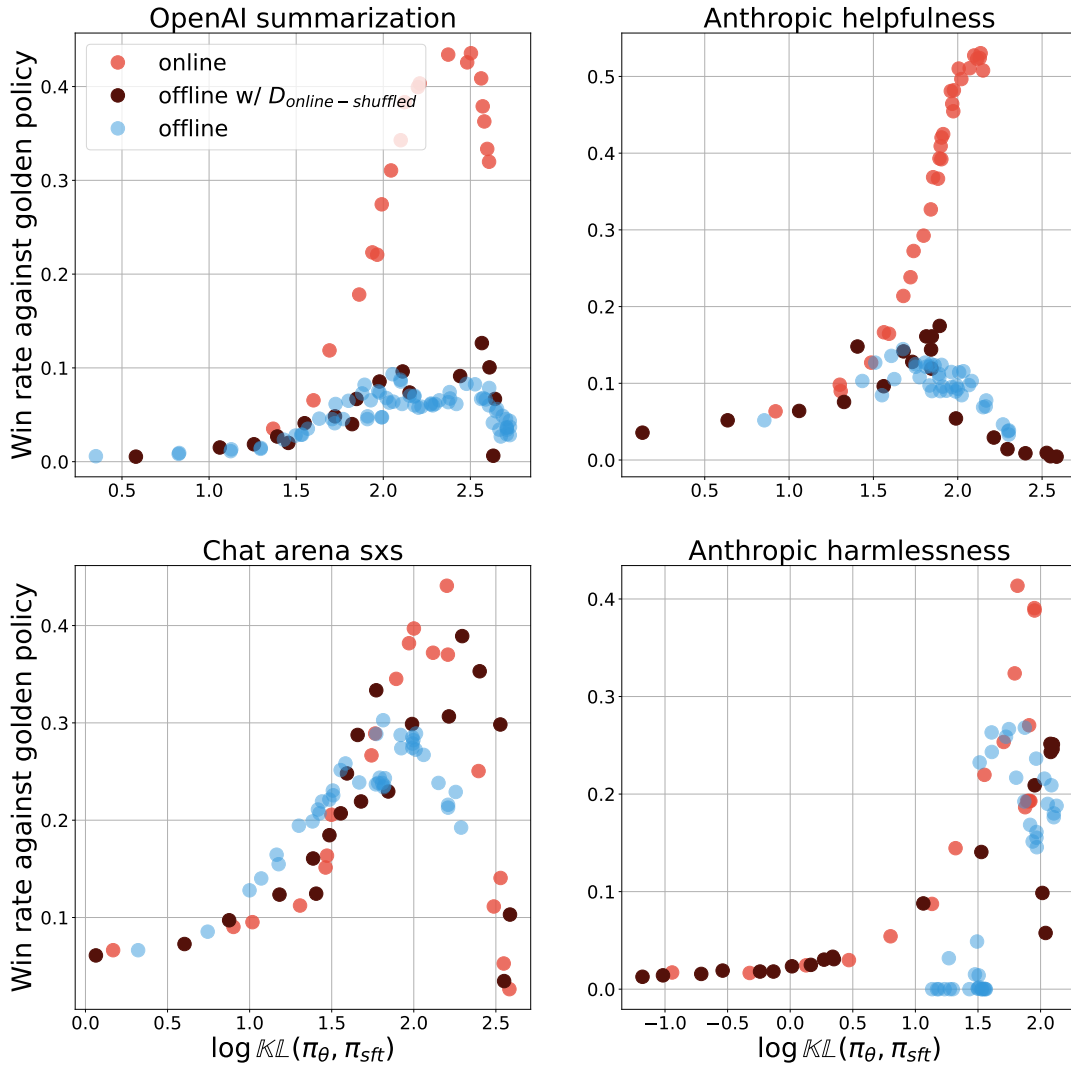 OpenAI summarization
Anthropic helpfulness
Win rate against golden policy
online
offline w/ D_{online−shuffled}
offline
0.4
0.3
0.2
0.1
0.0
0.5 1.0 1.5 2.0 2.5
0.5
0.4
0.3
0.2
0.1
0.0
0.5 1.0 1.5 2.0 2.5
Chat arena sxs
Anthropic harmlessness
Win rate against golden policy
0.4
0.3
0.2
0.1
0.0 0.5 1.0 1.5 2.0 2.5
log 𝕂𝕃(π_θ, π_{sft})
0.4
0.3
0.2
0.1
0.0
−1.0 −0.5 0.0 0.5 1.0 1.5 2.0
log 𝕂𝕃(π_θ, π_{sft})